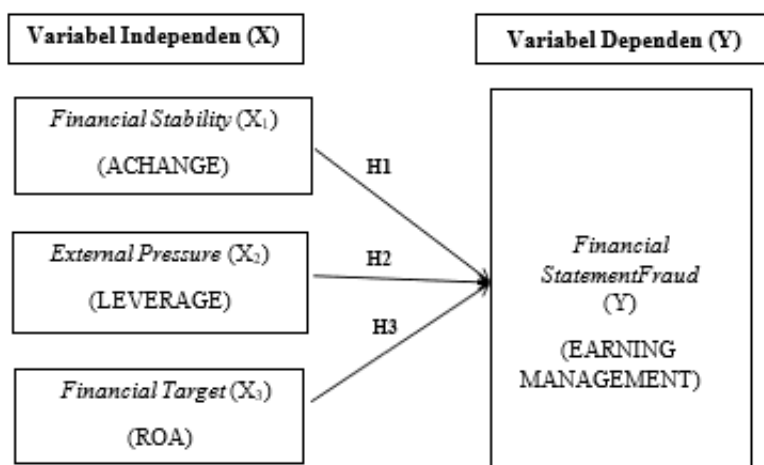 Variabel Independen (X)
Variabel Dependen (Y)
Financial Stability (X₁)
(ACHANGE)
H1
External Pressure (X₂)
(LEVERAGE)
H2
Financial Target (X₃)
(ROA)
H3
Financial
StatementFraud
(Y)
(EARNING
MANAGEMENT)